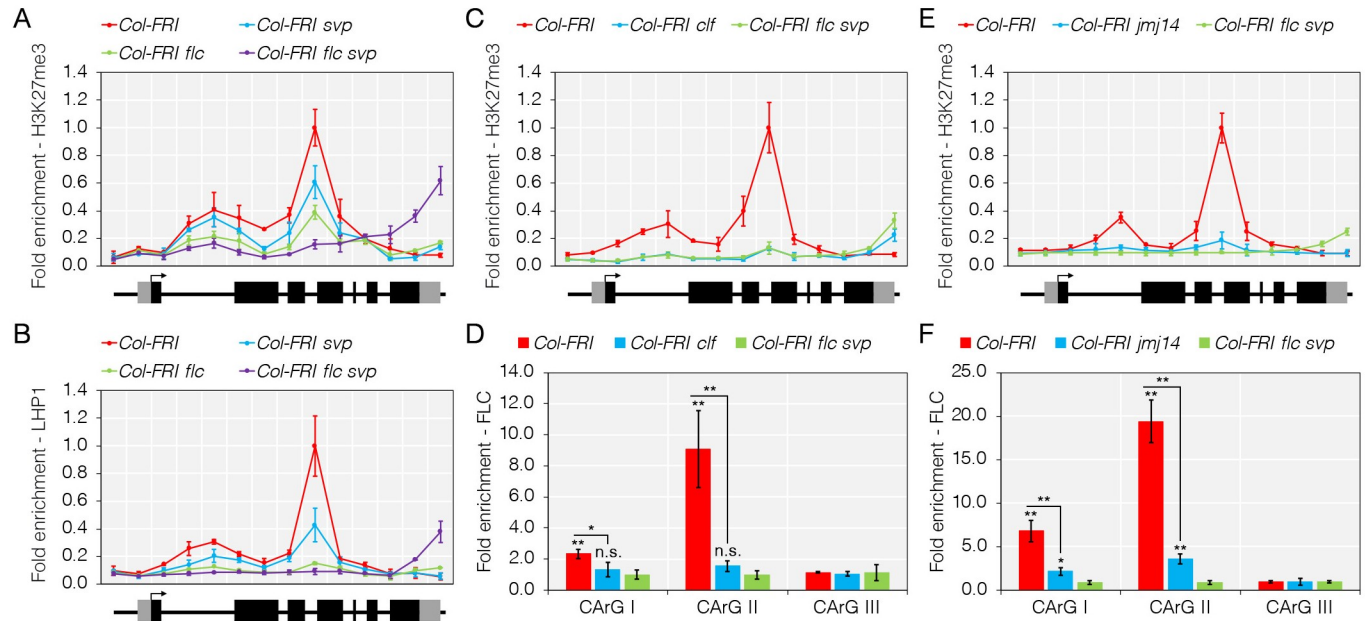 A
Col-FRI Col-FRI svp
Col-FRI flc Col-FRI flc svp
Fold enrichment - H3K27me3
1.4
1.2
1.0
0.8
0.6
0.4
0.2
0.0
B
Col-FRI Col-FRI svp
Col-FRI flc Col-FRI flc svp
Fold enrichment - LHP1
1.4
1.2
1.0
0.8
0.6
0.4
0.2
0.0
C
Col-FRI Col-FRI clf Col-FRI flc svp
Fold enrichment - H3K27me3
1.4
1.2
1.0
0.8
0.6
0.4
0.2
0.0
D
Col-FRI Col-FRI clf Col-FRI flc svp
Fold enrichment - FLC
14.0
12.0
10.0
8.0
6.0
4.0
2.0
0.0
*
** n.s.
**
** n.s.
CArG I CArG II CArG III
E
Col-FRI Col-FRI jmj14 Col-FRI flc svp
Fold enrichment - H3K27me3
1.4
1.2
1.0
0.8
0.6
0.4
0.2
0.0
F
Col-FRI Col-FRI jmj14 Col-FRI flc svp
Fold enrichment - FLC
25.0
20.0
15.0
10.0
5.0
0.0
**
** *
**
** **
CArG I CArG II CArG III